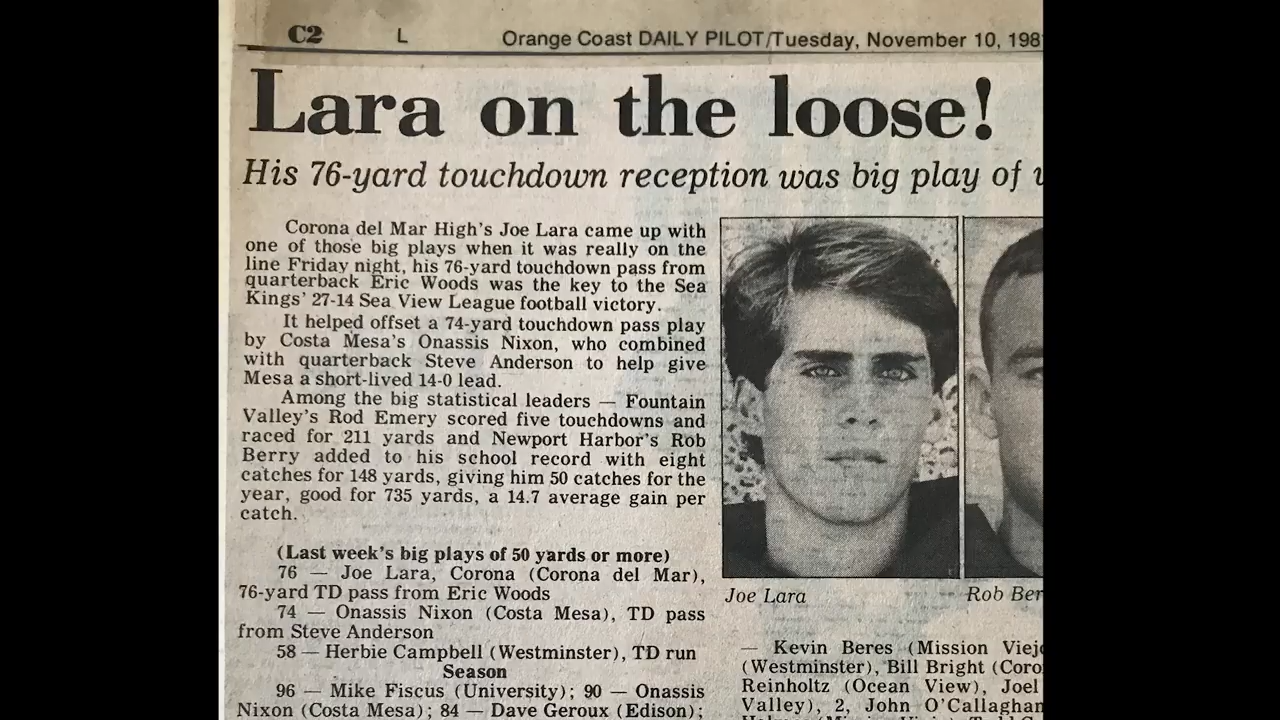 C2 L Orange Coast DAILY PILOT/Tuesday, November 10, 198
Lara on the loose!
His 76-yard touchdown reception was big play of
Corona del Mar High's Joe Lara came up with
one of those big plays when it was really on the
line Friday night, his 76-yard touchdown pass from
quarterback Eric Woods was the key to the Sea
Kings' 27-14 Sea View League football victory.
It helped offset a 74-yard touchdown pass play
by Costa Mesa's Onassis Nixon, who combined
with quarterback Steve Anderson to help give
Mesa a short-lived 14-0 lead.
Among the big statistical leaders — Fountain
Valley's Rod Emery scored five touchdowns and
raced for 211 yards and Newport Harbor's Rob
Berry added to his school record with eight
catches for 148 yards, giving him 50 catches for the
year, good for 735 yards, a 14.7 average gain per
catch.
(Last week's big plays of 50 yards or more)
76 — Joe Lara, Corona (Corona del Mar),
76-yard TD pass from Eric Woods
74 — Onassis Nixon (Costa Mesa), TD pass
from Steve Anderson
58 — Herbie Campbell (Westminster), TD run
Season
96 — Mike Fiscus (University); 90 — Onassis
Nixon (Costa Mesa); 84 — Dave Geroux (Edison);
Joe Lara
Rob Ber
— Kevin Beres (Mission Viej
(Westminster), Bill Bright (Coro
Reinholtz (Ocean View), Joel
Valley), 2, John O'Callaghan